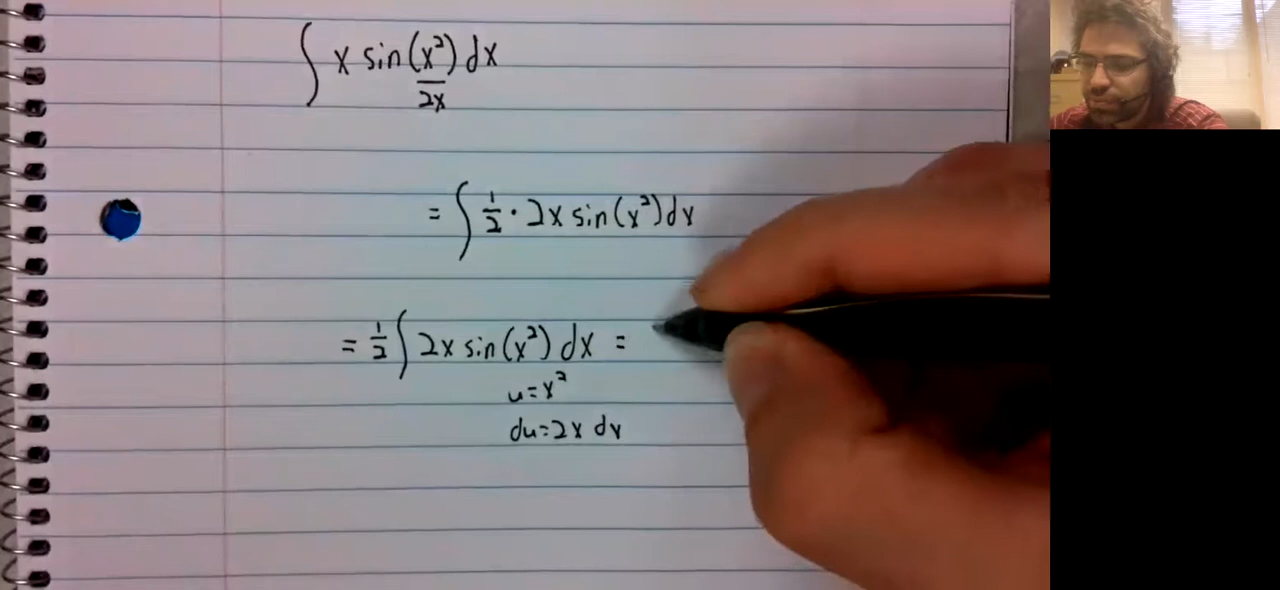 ∫ x sin(x²) dx
2x
= ∫ 1/2 · 2x sin(x²) dx
= 1/2 ∫ 2x sin(x²) dx =
u = x²
du = 2x dx